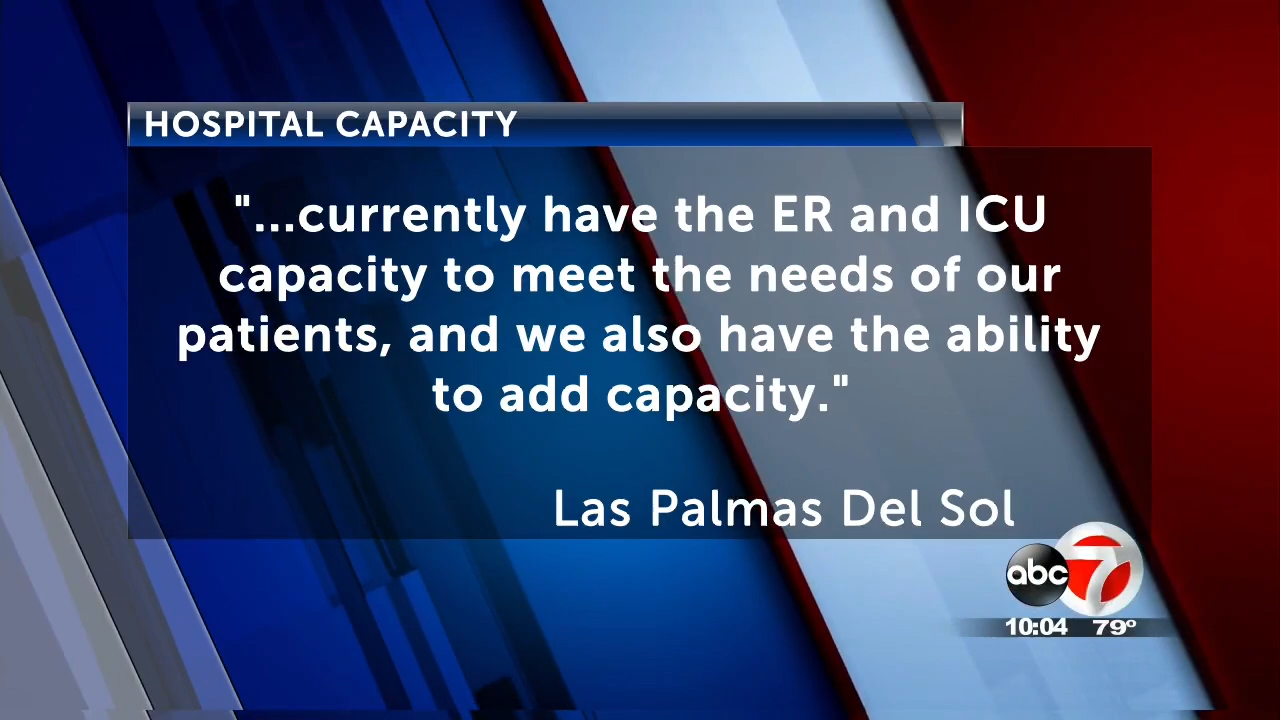 HOSPITAL CAPACITY
"...currently have the ER and ICU
capacity to meet the needs of our
patients, and we also have the ability
to add capacity."
Las Palmas Del Sol
abc 7
10:04 79º